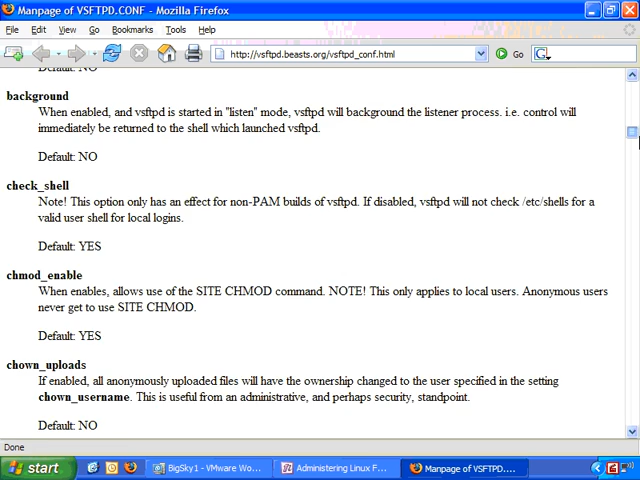 Manpage of VSFTPD.CONF - Mozilla Firefox
File Edit View Go Bookmarks Tools Help
http://vsftpd.beasts.org/vsftpd_conf.html
Go
G
Default: NO
background
When enabled, and vsftpd is started in "listen" mode, vsftpd will background the listener process. i.e. control will
immediately be returned to the shell which launched vsftpd.
Default: NO
check_shell
Note! This option only has an effect for non-PAM builds of vsftpd. If disabled, vsftpd will not check /etc/shells for a
valid user shell for local logins.
Default: YES
chmod_enable
When enables, allows use of the SITE CHMOD command. NOTE! This only applies to local users. Anonymous users
never get to use SITE CHMOD.
Default: YES
chown_uploads
If enabled, all anonymously uploaded files will have the ownership changed to the user specified in the setting
chown_username. This is useful from an administrative, and perhaps security, standpoint.
Default: NO
Done
start
BigSky1 - VMware Wo...
Administering Linux F...
Manpage of VSFTPD....